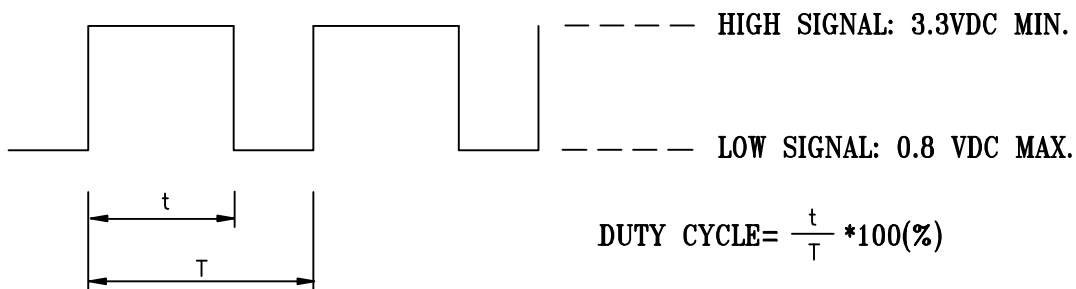 HIGH SIGNAL: 3.3VDC MIN.
LOW SIGNAL: 0.8 VDC MAX.
t
T
DUTY CYCLE= t/T *100(%)